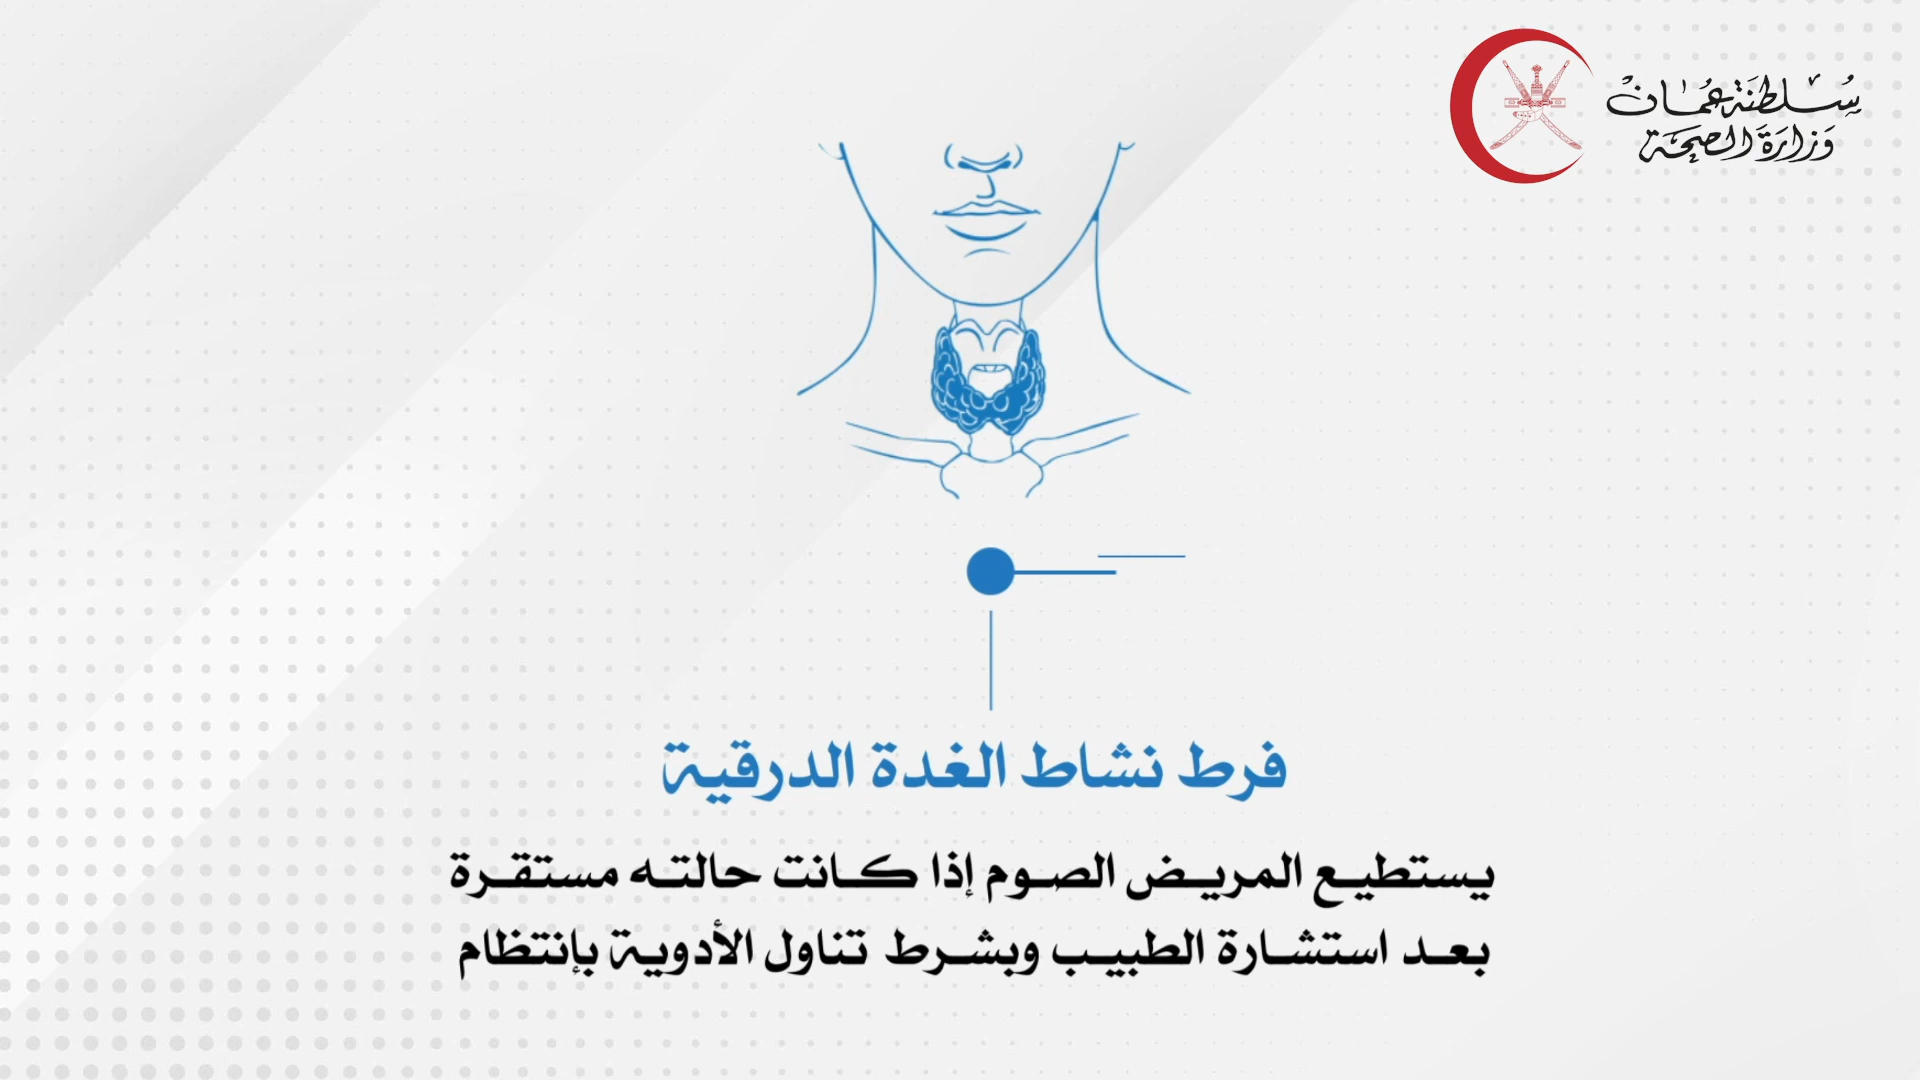 سلطنة عمان
وزارة الصحة
فرط نشاط الغدة الدرقية
يستطيع المريض الصوم إذا كانت حالته مستقرة
بعد استشارة الطبيب وبشرط تناول الأدوية بإنتظام